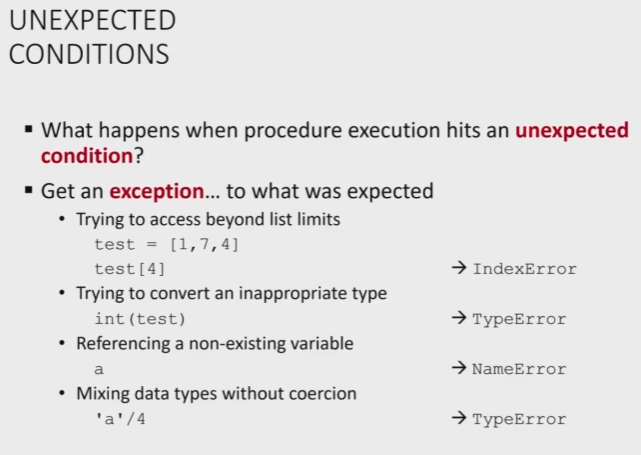 UNEXPECTED
CONDITIONS
▪ What happens when procedure execution hits an unexpected
condition?
▪ Get an exception… to what was expected
• Trying to access beyond list limits
test = [1,7,4]
test[4] → IndexError
• Trying to convert an inappropriate type
int(test) → TypeError
• Referencing a non-existing variable
a → NameError
• Mixing data types without coercion
'a'/4 → TypeError